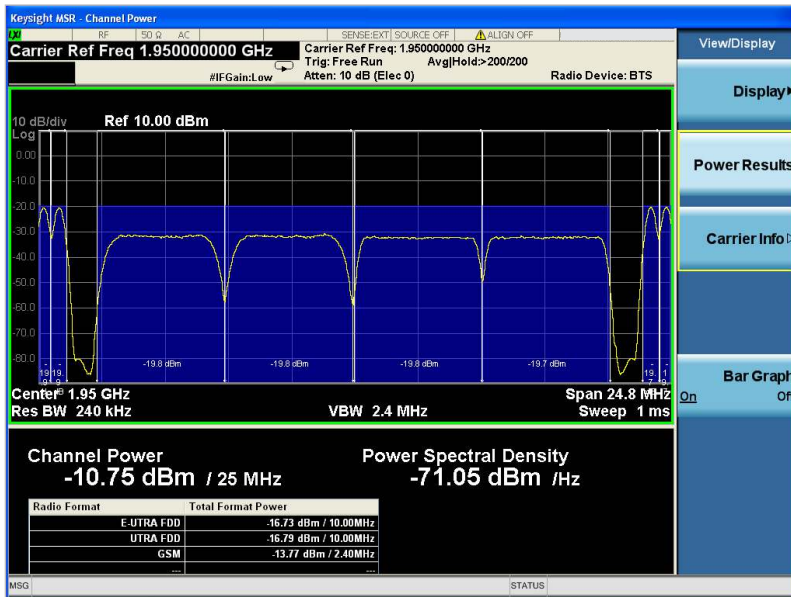 Keysight MSR - Channel Power
LXI RF 50 Ω AC SENSE:EXT SOURCE OFF ALIGN OFF
Carrier Ref Freq 1.950000000 GHz
Carrier Ref Freq: 1.950000000 GHz
Trig: Free Run Avg|Hold:>200/200
#IFGain:Low Atten: 10 dB (Elec 0) Radio Device: BTS
10 dB/div Ref 10.00 dBm
Log
0.00
-10.0
-20.0
-30.0
-40.0
-50.0
-60.0
-70.0
-80.0
-19.8 dBm -19.8 dBm -19.8 dBm -19.7 dBm
Center 1.95 GHz Span 24.8 MHz
Res BW 240 kHz VBW 2.4 MHz Sweep 1 ms
Channel Power Power Spectral Density
-10.75 dBm / 25 MHz -71.05 dBm /Hz
Radio Format Total Format Power
E-UTRA FDD -16.73 dBm / 10.00MHz
UTRA FDD -16.79 dBm / 10.00MHz
GSM -13.77 dBm / 2.40MHz
--- ---
MSG STATUS
View/Display
Display
Power Results
Carrier Info
Bar Graph
On Off